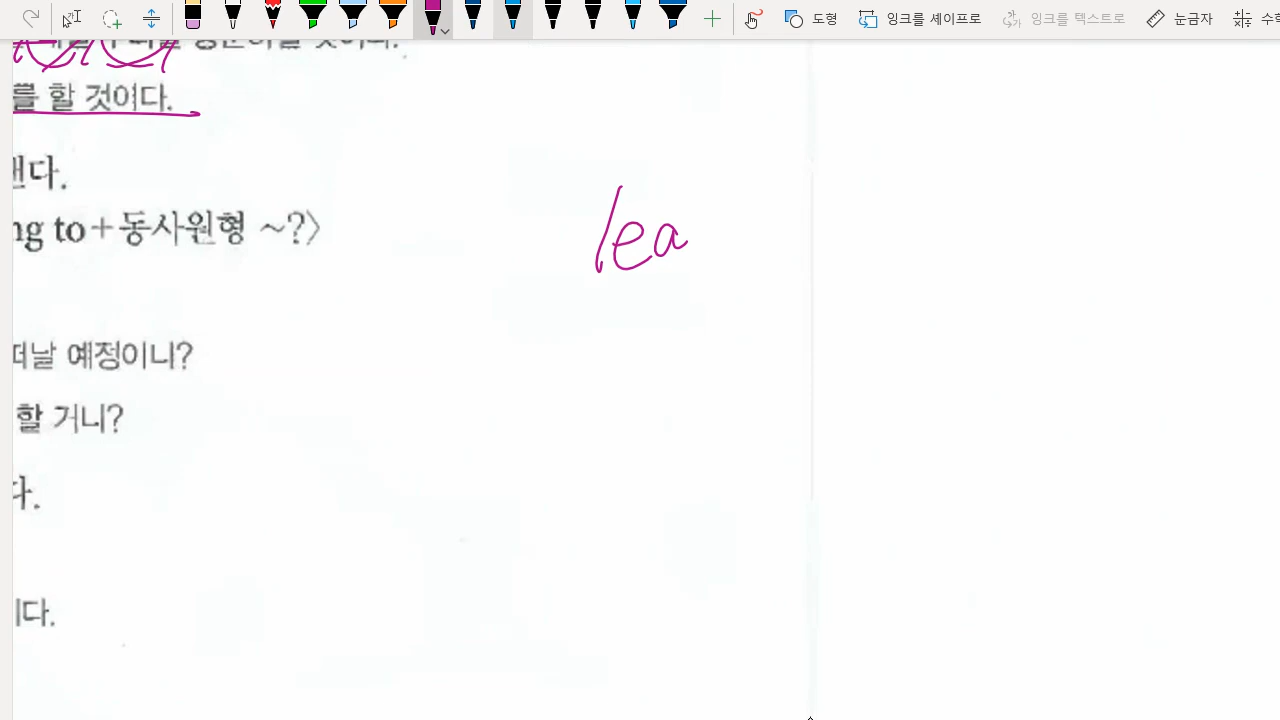 도형 잉크를 셰이프로 잉크를 텍스트로 눈금자
를 할 것이다.
낸다.
ng to+동사원형 ~?〉
lea
떠날 예정이니?
할 거니?
다.
이다.